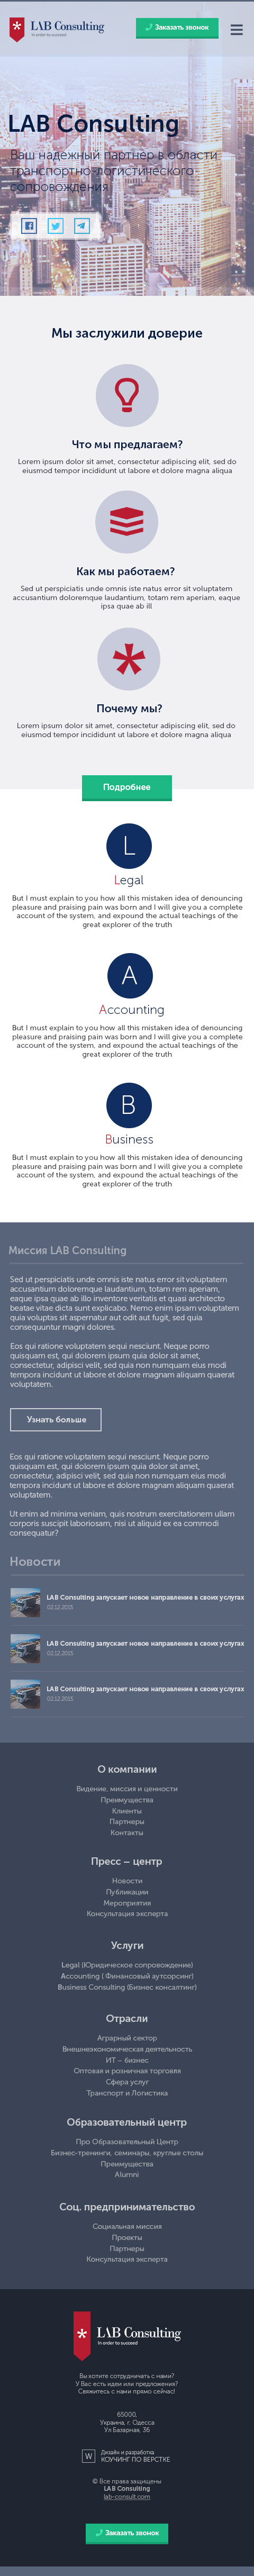 LAB Consulting
In order to succeed
Заказать звонок
LAB Consulting
Ваш надежный партнер в области
транспортно-логистического
сопровождения
Мы заслужили доверие
Что мы предлагаем?
Lorem ipsum dolor sit amet, consectetur adipisicing elit, sed do
eiusmod tempor incididunt ut labore et dolore magna aliqua
Как мы работаем?
Sed ut perspiciatis unde omnis iste natus error sit voluptatem
accusantium doloremque laudantium, totam rem aperiam, eaque
ipsa quae ab ill
Почему мы?
Lorem ipsum dolor sit amet, consectetur adipiscing elit, sed do
eiusmod tempor incididunt ut labore et dolore magna aliqua
Подробнее
L
Legal
But I must explain to you how all this mistaken idea of denouncing
pleasure and praising pain was born and I will give you a complete
account of the system, and expound the actual teachings of the
great explorer of the truth
A
Accounting
But I must explain to you how all this mistaken idea of denouncing
pleasure and praising pain was born and I will give you a complete
account of the system, and expound the actual teachings of the
great explorer of the truth
B
Business
But I must explain to you how all this mistaken idea of denouncing
pleasure and praising pain was born and I will give you a complete
account of the system, and expound the actual teachings of the
great explorer of the truth
Миссия LAB Consulting
Sed ut perspiciatis unde omnis iste natus error sit voluptatem
accusantium doloremque laudantium, totam rem aperiam,
eaque ipsa quae ab illo inventore veritatis et quasi architecto
beatae vitae dicta sunt explicabo. Nemo enim ipsam voluptatem
quia voluptas sit aspernatur aut odit aut fugit, sed quia
consequuntur magni dolores.
Eos qui ratione voluptatem sequi nesciunt. Neque porro
quisquam est, qui dolorem ipsum quia dolor sit amet,
consectetur, adipisci velit, sed quia non numquam eius modi
tempora incidunt ut labore et dolore magnam aliquam quaerat
voluptatem.
Узнать больше
Eos qui ratione voluptatem sequi nesciunt. Neque porro
quisquam est, qui dolorem ipsum quia dolor sit amet,
consectetur, adipisci velit, sed quia non numquam eius modi
tempora incidunt ut labore et dolore magnam aliquam quaerat
voluptatem.
Ut enim ad minima veniam, quis nostrum exercitationem ullam
corporis suscipit laboriosam, nisi ut aliquid ex ea commodi
consequatur?
Новости
LAB Consulting запускает новое направление в своих услугах
02.12.2015
LAB Consulting запускает новое направление в своих услугах
02.12.2015
LAB Consulting запускает новое направление в своих услугах
02.12.2015
О компании
Видение, миссия и ценности
Преимущества
Клиенты
Партнеры
Контакты
Пресс – центр
Новости
Публикации
Мероприятия
Консультация эксперта
Услуги
Legal (Юридическое сопровождение)
Accounting ( Финансовый аутсорсинг)
Business Consulting (Бизнес консалтинг)
Отрасли
Аграрный сектор
Внешнеэкономическая деятельность
ИТ – бизнес
Оптовая и розничная торговля
Сфера услуг
Транспорт и Логистика
Образовательный центр
Про Образовательный Центр
Бизнес-тренинги, семинары, круглые столы
Преимущества
Alumni
Соц. предпринимательство
Социальная миссия
Проекты
Партнеры
Консультация эксперта
LAB Consulting
In order to succeed
Вы хотите сотрудничать с нами?
У Вас есть идеи или предложения?
Свяжитесь с нами прямо сейчас!
65000,
Украина, г. Одесса
Ул Базарная, 36
W
Дизайн и разработка
КОУЧИНГ ПО ВЕРСТКЕ
© Все права защищены
LAB Consulting
lab-consult.com
Заказать звонок